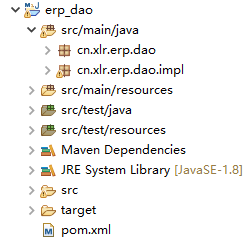 erp_dao
src/main/java
cn.xlr.erp.dao
cn.xlr.erp.dao.impl
src/main/resources
src/test/java
src/test/resources
Maven Dependencies
JRE System Library [JavaSE-1.8]
src
target
pom.xml